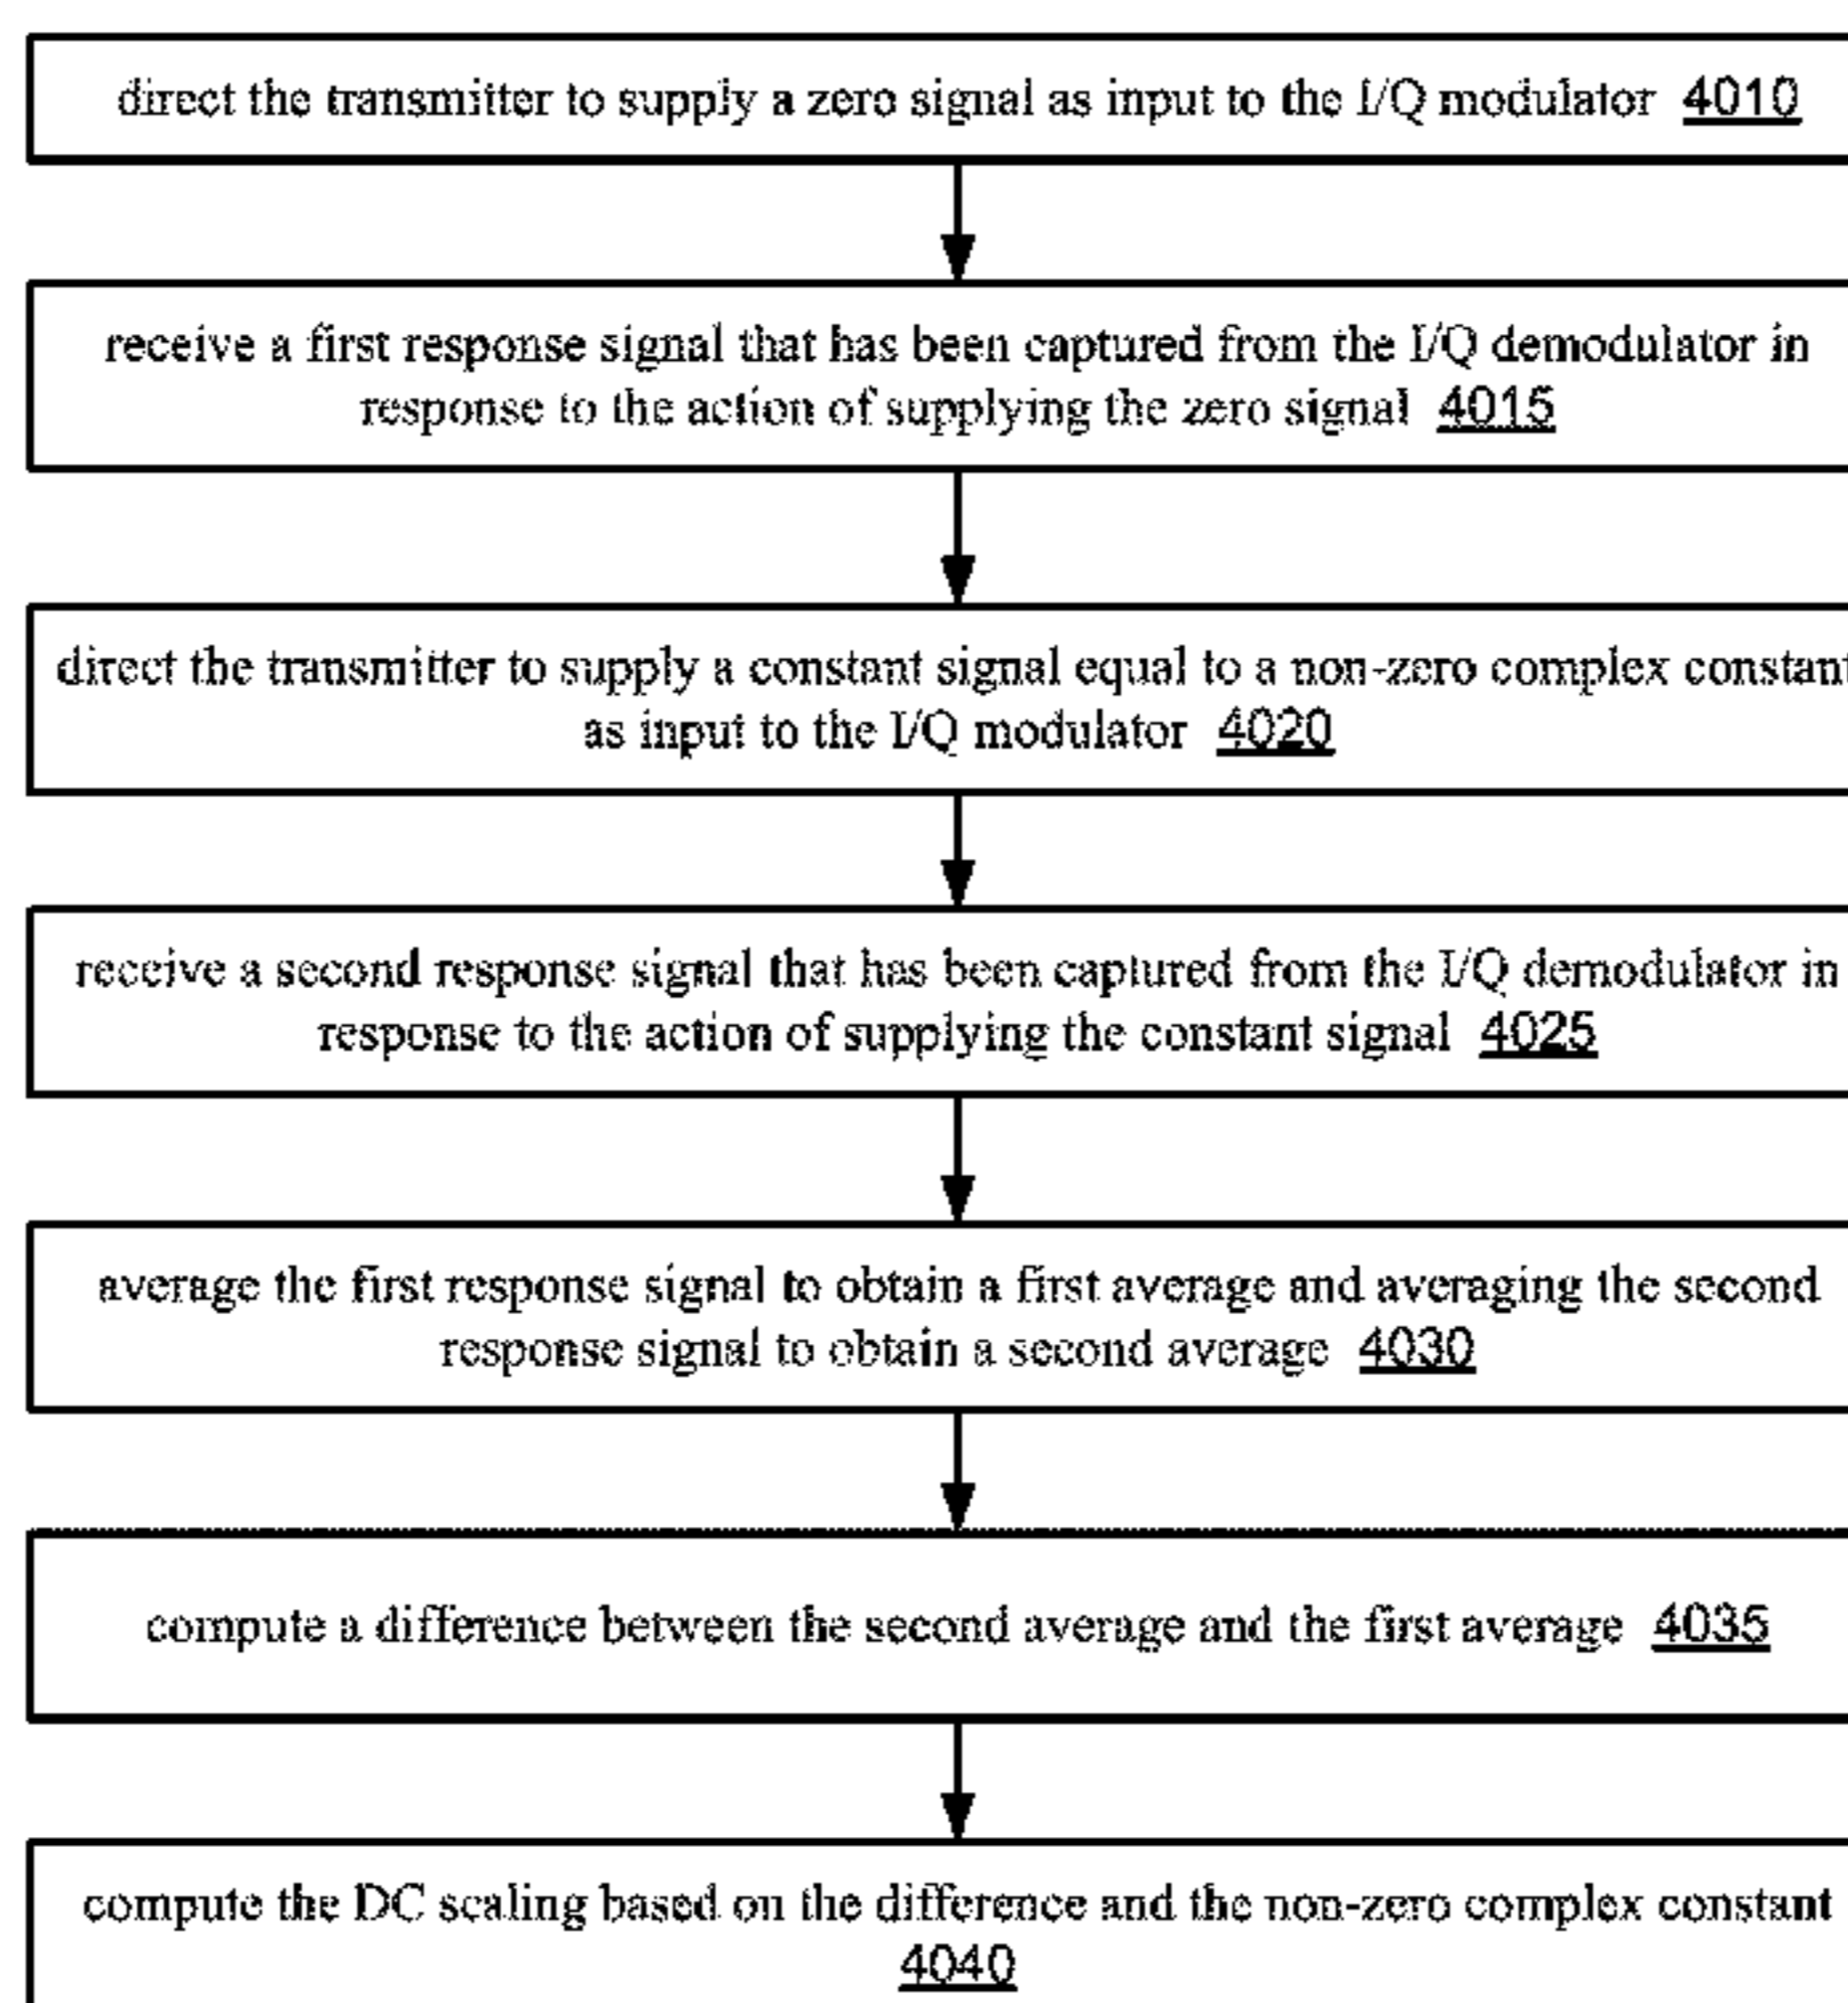 direct the transmitter to supply a zero signal as input to the I/Q modulator 4010
receive a first response signal that has been captured from the I/Q demodulator in
response to the action of supplying the zero signal 4015
direct the transmitter to supply a constant signal equal to a non-zero complex constant
as input to the I/Q modulator 4020
receive a second response signal that has been captured from the I/Q demodulator in
response to the action of supplying the constant signal 4025
average the first response signal to obtain a first average and averaging the second
response signal to obtain a second average 4030
compute a difference between the second average and the first average 4035
compute the DC scaling based on the difference and the non-zero complex constant
4040